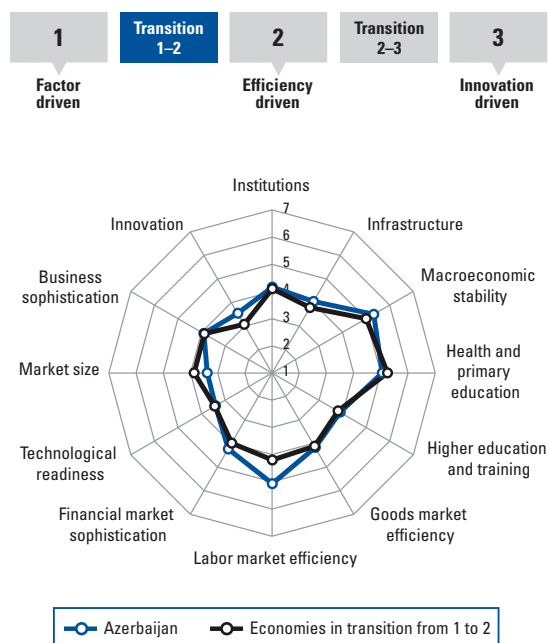 1
Transition
1–2
2
Transition
2–3
3
Factor
driven
Efficiency
driven
Innovation
driven
Institutions
7
6
5
4
3
2
1
Infrastructure
Macroeconomic
stability
Health and
primary
education
Higher education
and training
Goods market
efficiency
Labor market efficiency
Financial market
sophistication
Technological
readiness
Market size
Business
sophistication
Innovation
Azerbaijan
Economies in transition from 1 to 2